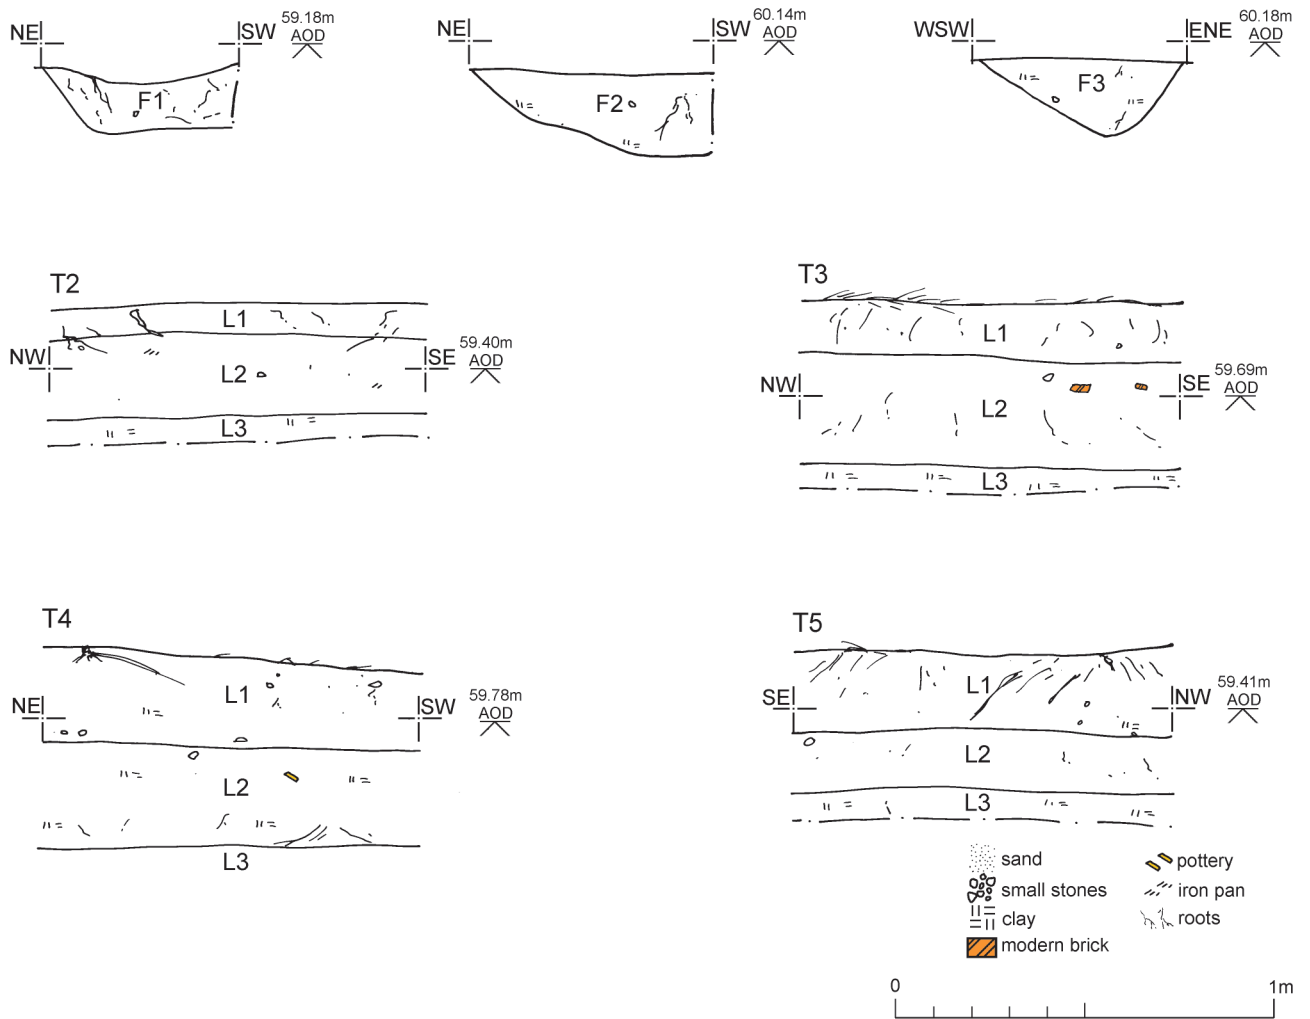 NE SW 59.18m AOD
F1
NE SW 60.14m AOD
F2
WSW ENE 60.18m AOD
F3
T2
L1
NW L2 SE 59.40m AOD
L3
T3
L1
NW L2 SE 59.69m AOD
L3
T4
L1
NE SW 59.78m AOD
L2
L3
T5
L1
SE NW 59.41m AOD
L2
L3
sand
small stones
clay
modern brick
pottery
iron pan
roots
0 1m